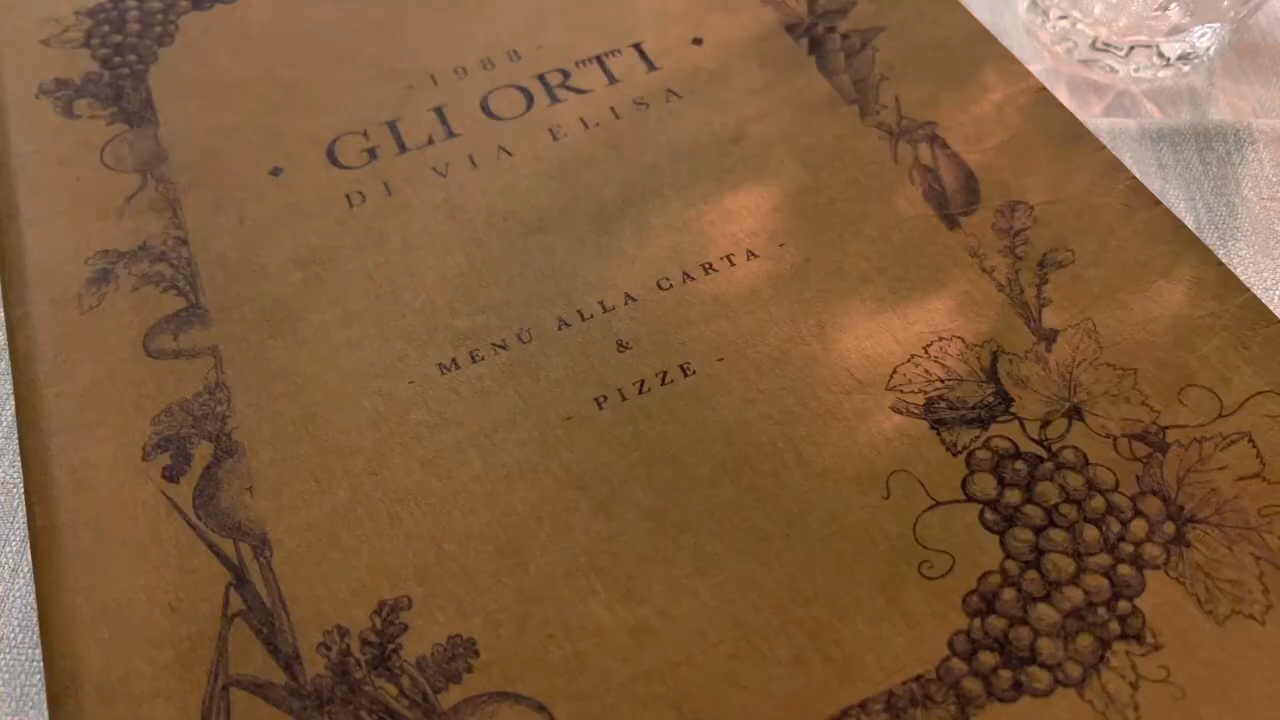 1988
GLI ORTI
DI VIA ELISA
- MENÙ ALLA CARTA -
&
- PIZZE -